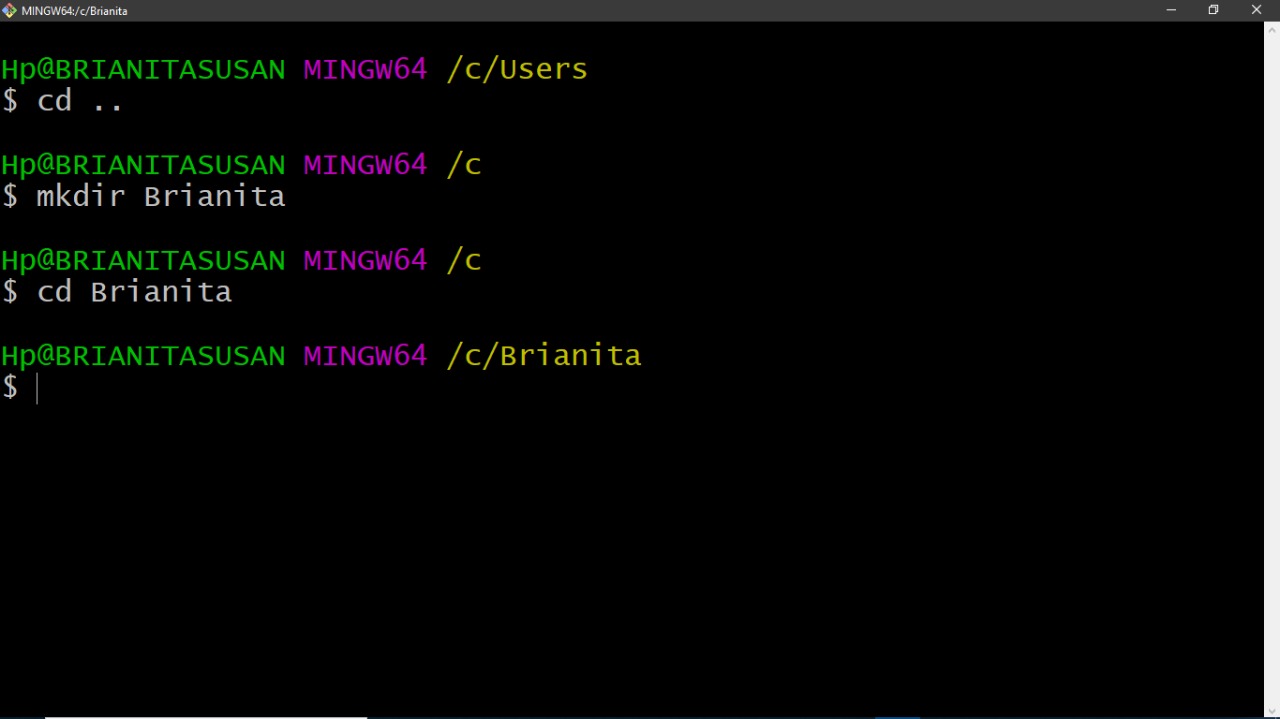 MINGW64:/c/Brianita
Hp@BRIANITASUSAN MINGW64 /c/Users
$ cd ..
Hp@BRIANITASUSAN MINGW64 /c
$ mkdir Brianita
Hp@BRIANITASUSAN MINGW64 /c
$ cd Brianita
Hp@BRIANITASUSAN MINGW64 /c/Brianita
$